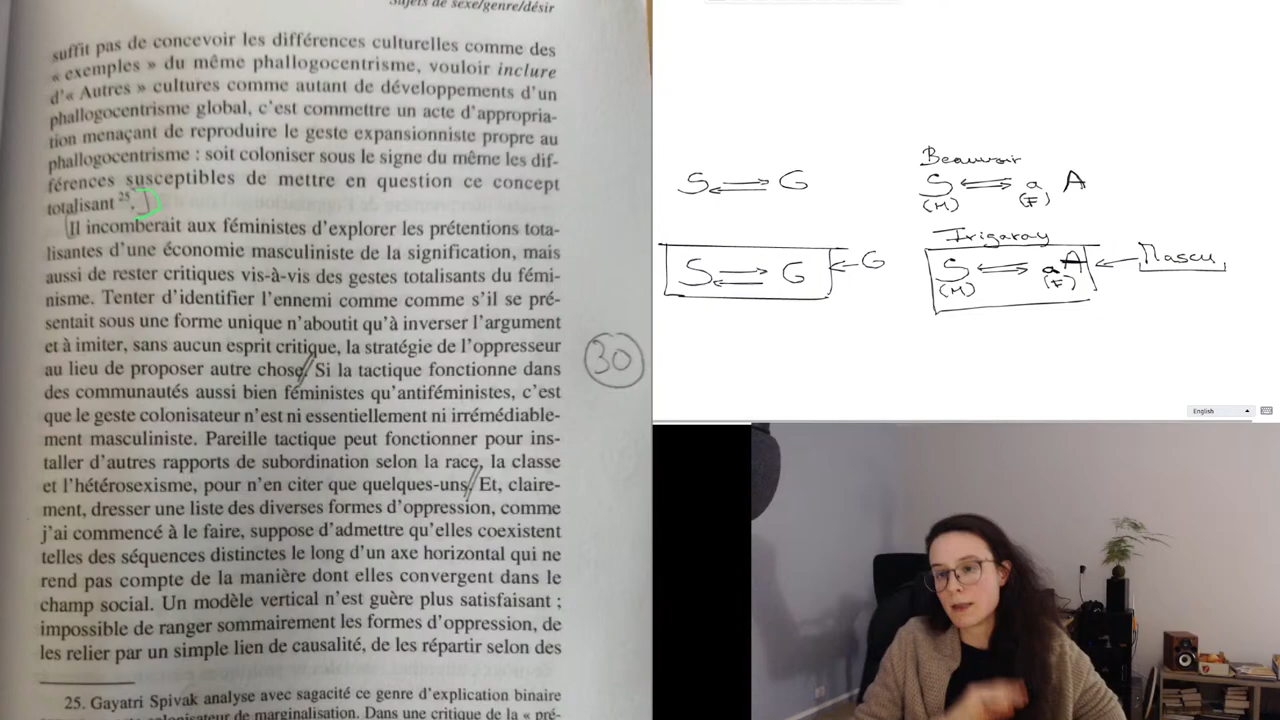 Sujets de sexe/genre/désir
suffit pas de concevoir les différences culturelles comme des
« exemples » du même phallogocentrisme, vouloir inclure
d'« Autres » cultures comme autant de développements d'un
phallogocentrisme global, c'est commettre un acte d'appropria-
tion menaçant de reproduire le geste expansionniste propre au
phallogocentrisme : soit coloniser sous le signe du même les dif-
férences susceptibles de mettre en question ce concept
totalisant 25.
Il incomberait aux féministes d'explorer les prétentions tota-
lisantes d'une économie masculiniste de la signification, mais
aussi de rester critiques vis-à-vis des gestes totalisants du fémi-
nisme. Tenter d'identifier l'ennemi comme comme s'il se pré-
sentait sous une forme unique n'aboutit qu'à inverser l'argument
et à imiter, sans aucun esprit critique, la stratégie de l'oppresseur
au lieu de proposer autre chose. Si la tactique fonctionne dans
des communautés aussi bien féministes qu'antiféministes, c'est
que le geste colonisateur n'est ni essentiellement ni irrémédiable-
ment masculiniste. Pareille tactique peut fonctionner pour ins-
taller d'autres rapports de subordination selon la race, la classe
et l'hétérosexisme, pour n'en citer que quelques-uns. Et, claire-
ment, dresser une liste des diverses formes d'oppression, comme
j'ai commencé à le faire, suppose d'admettre qu'elles coexistent
telles des séquences distinctes le long d'un axe horizontal qui ne
rend pas compte de la manière dont elles convergent dans le
champ social. Un modèle vertical n'est guère plus satisfaisant ;
impossible de ranger sommairement les formes d'oppression, de
les relier par un simple lien de causalité, de les répartir selon des
25. Gayatri Spivak analyse avec sagacité ce genre d'explication binaire
colonisateur de marginalisation. Dans une critique de la « pré-
30
S G
S G G
Beauvoir
S a A
(M) (F)
Irigaray
S a A Mascu
(M) (F)
English